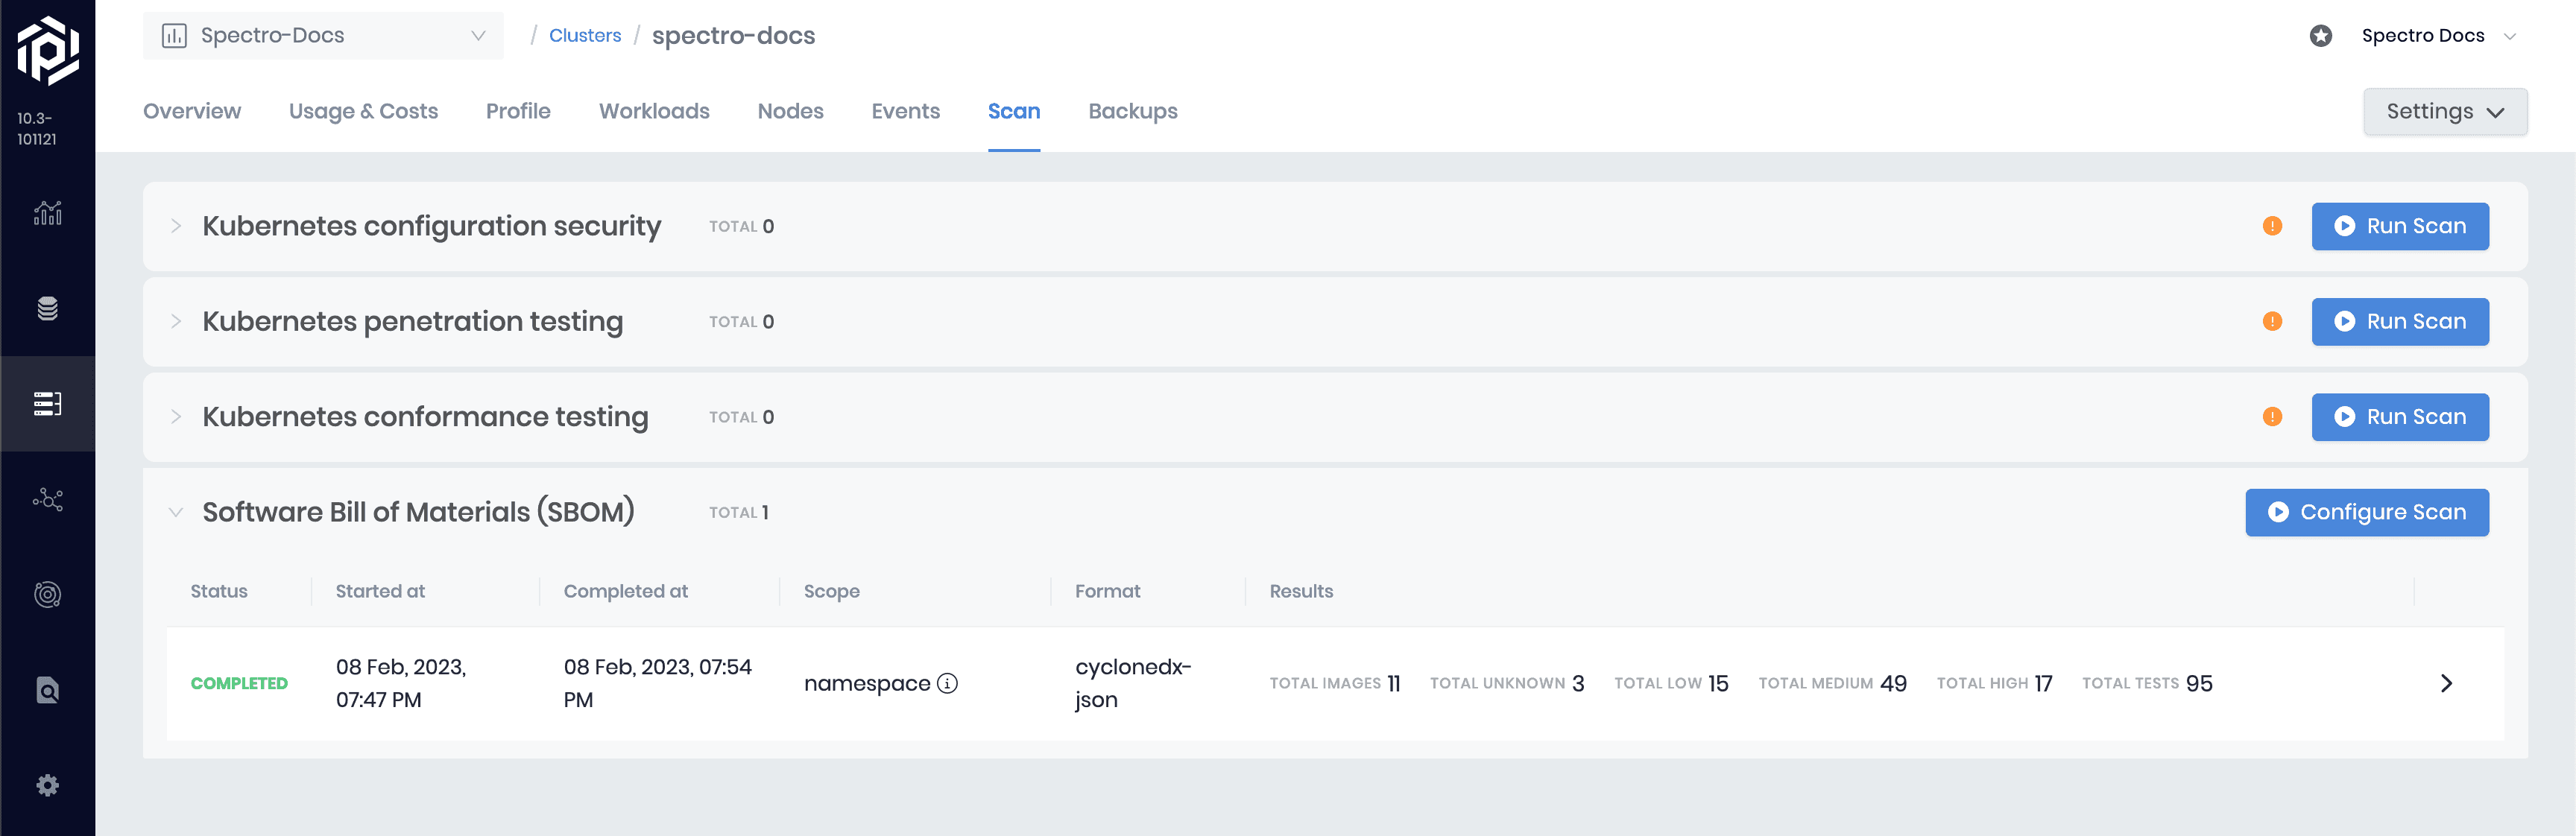 Spectro-Docs
/ Clusters / spectro-docs
Spectro Docs
10.3-
101121
Overview Usage & Costs Profile Workloads Nodes Events Scan Backups
Settings
Kubernetes configuration security TOTAL 0 Run Scan
Kubernetes penetration testing TOTAL 0 Run Scan
Kubernetes conformance testing TOTAL 0 Run Scan
Software Bill of Materials (SBOM) TOTAL 1 Configure Scan
Status Started at Completed at Scope Format Results
COMPLETED
08 Feb, 2023,
07:47 PM
08 Feb, 2023, 07:54
PM
namespace
cyclonedx-
json
TOTAL IMAGES 11 TOTAL UNKNOWN 3 TOTAL LOW 15 TOTAL MEDIUM 49 TOTAL HIGH 17 TOTAL TESTS 95